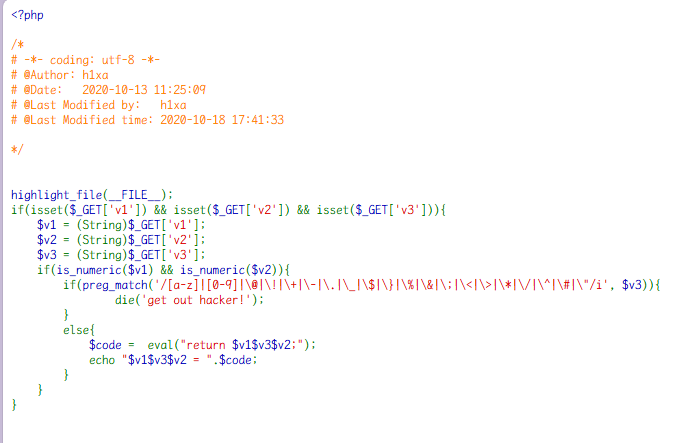 <?php
/*
# -*- coding: utf-8 -*-
# @Author: h1xa
# @Date:   2020-10-13 11:25:09
# @Last Modified by:   h1xa
# @Last Modified time: 2020-10-18 17:41:33
*/
highlight_file(__FILE__);
if(isset($_GET['v1']) && isset($_GET['v2']) && isset($_GET['v3'])){
    $v1 = (String)$_GET['v1'];
    $v2 = (String)$_GET['v2'];
    $v3 = (String)$_GET['v3'];
    if(is_numeric($v1) && is_numeric($v2)){
        if(preg_match('/[a-z]|[0-9]|\@|\!|\+|\-|\.|\_|\$|\}|\%|\&|\;|\<|\>|\*|\/|\^|\#|\"/i', $v3)){
                die('get out hacker!');
        }
        else{
            $code =  eval("return $v1$v3$v2;");
            echo "$v1$v3$v2 = ".$code;
        }
    }
}